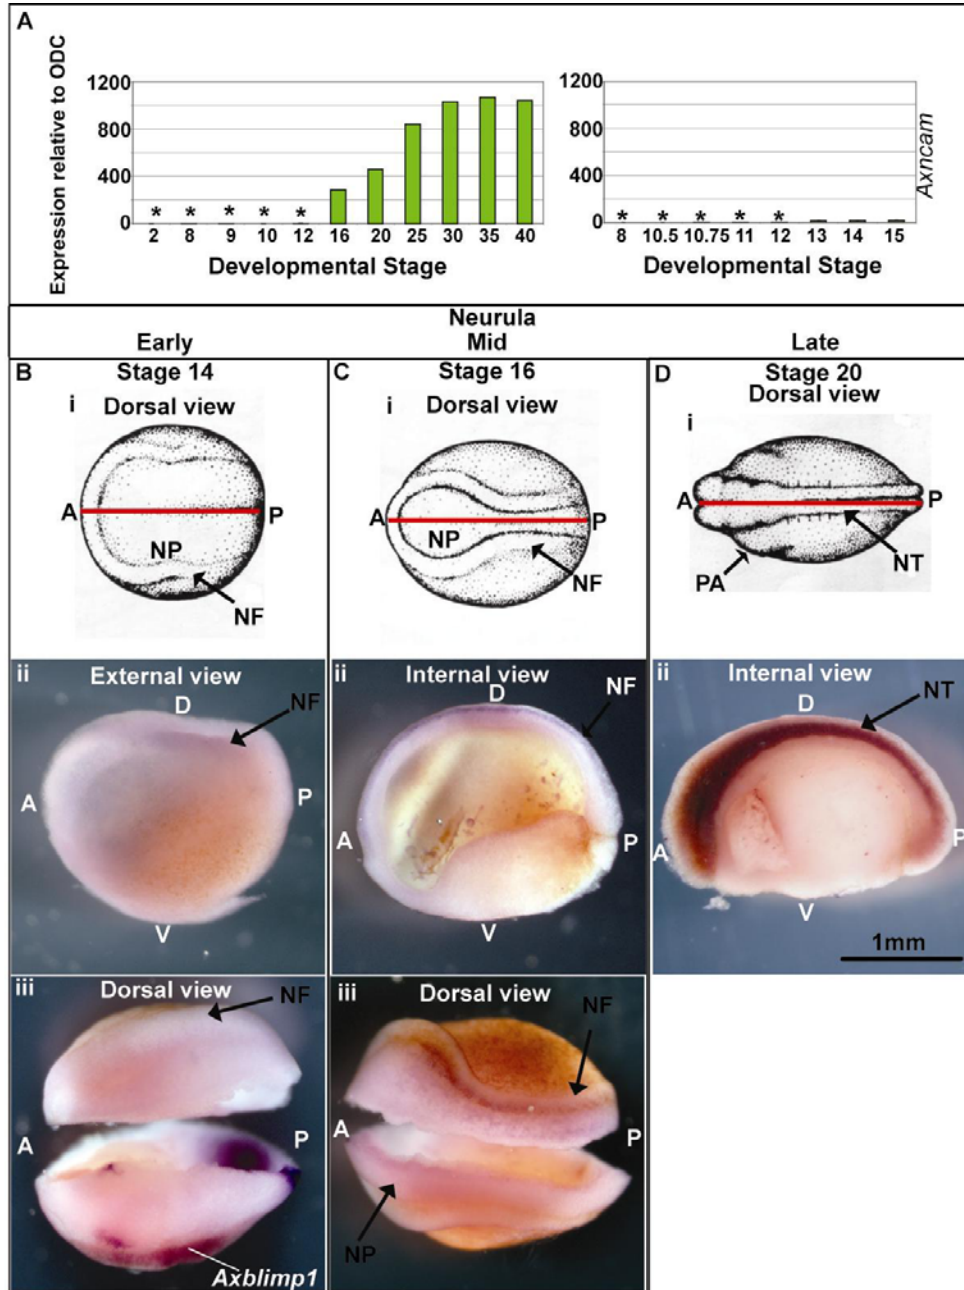 A
Expression relative to ODC
1200
800
400
0
* * * * *
2 8 9 10 12 16 20 25 30 35 40
Developmental Stage
1200
800
400
0
* * * * *
8 10.5 10.75 11 12 13 14 15
Developmental Stage
Axncam
Neurula
Early Mid Late
B Stage 14
i Dorsal view
A P
NP
NF
C Stage 16
i Dorsal view
A P
NP
NF
D Stage 20
Dorsal view
i
A P
PA NT
ii External view
D NF
A P
V
ii Internal view
D NF
A P
V
ii Internal view
D NT
A P
V
1mm
iii Dorsal view
NF
A P
Axblimp1
iii Dorsal view
NF
A P
NP